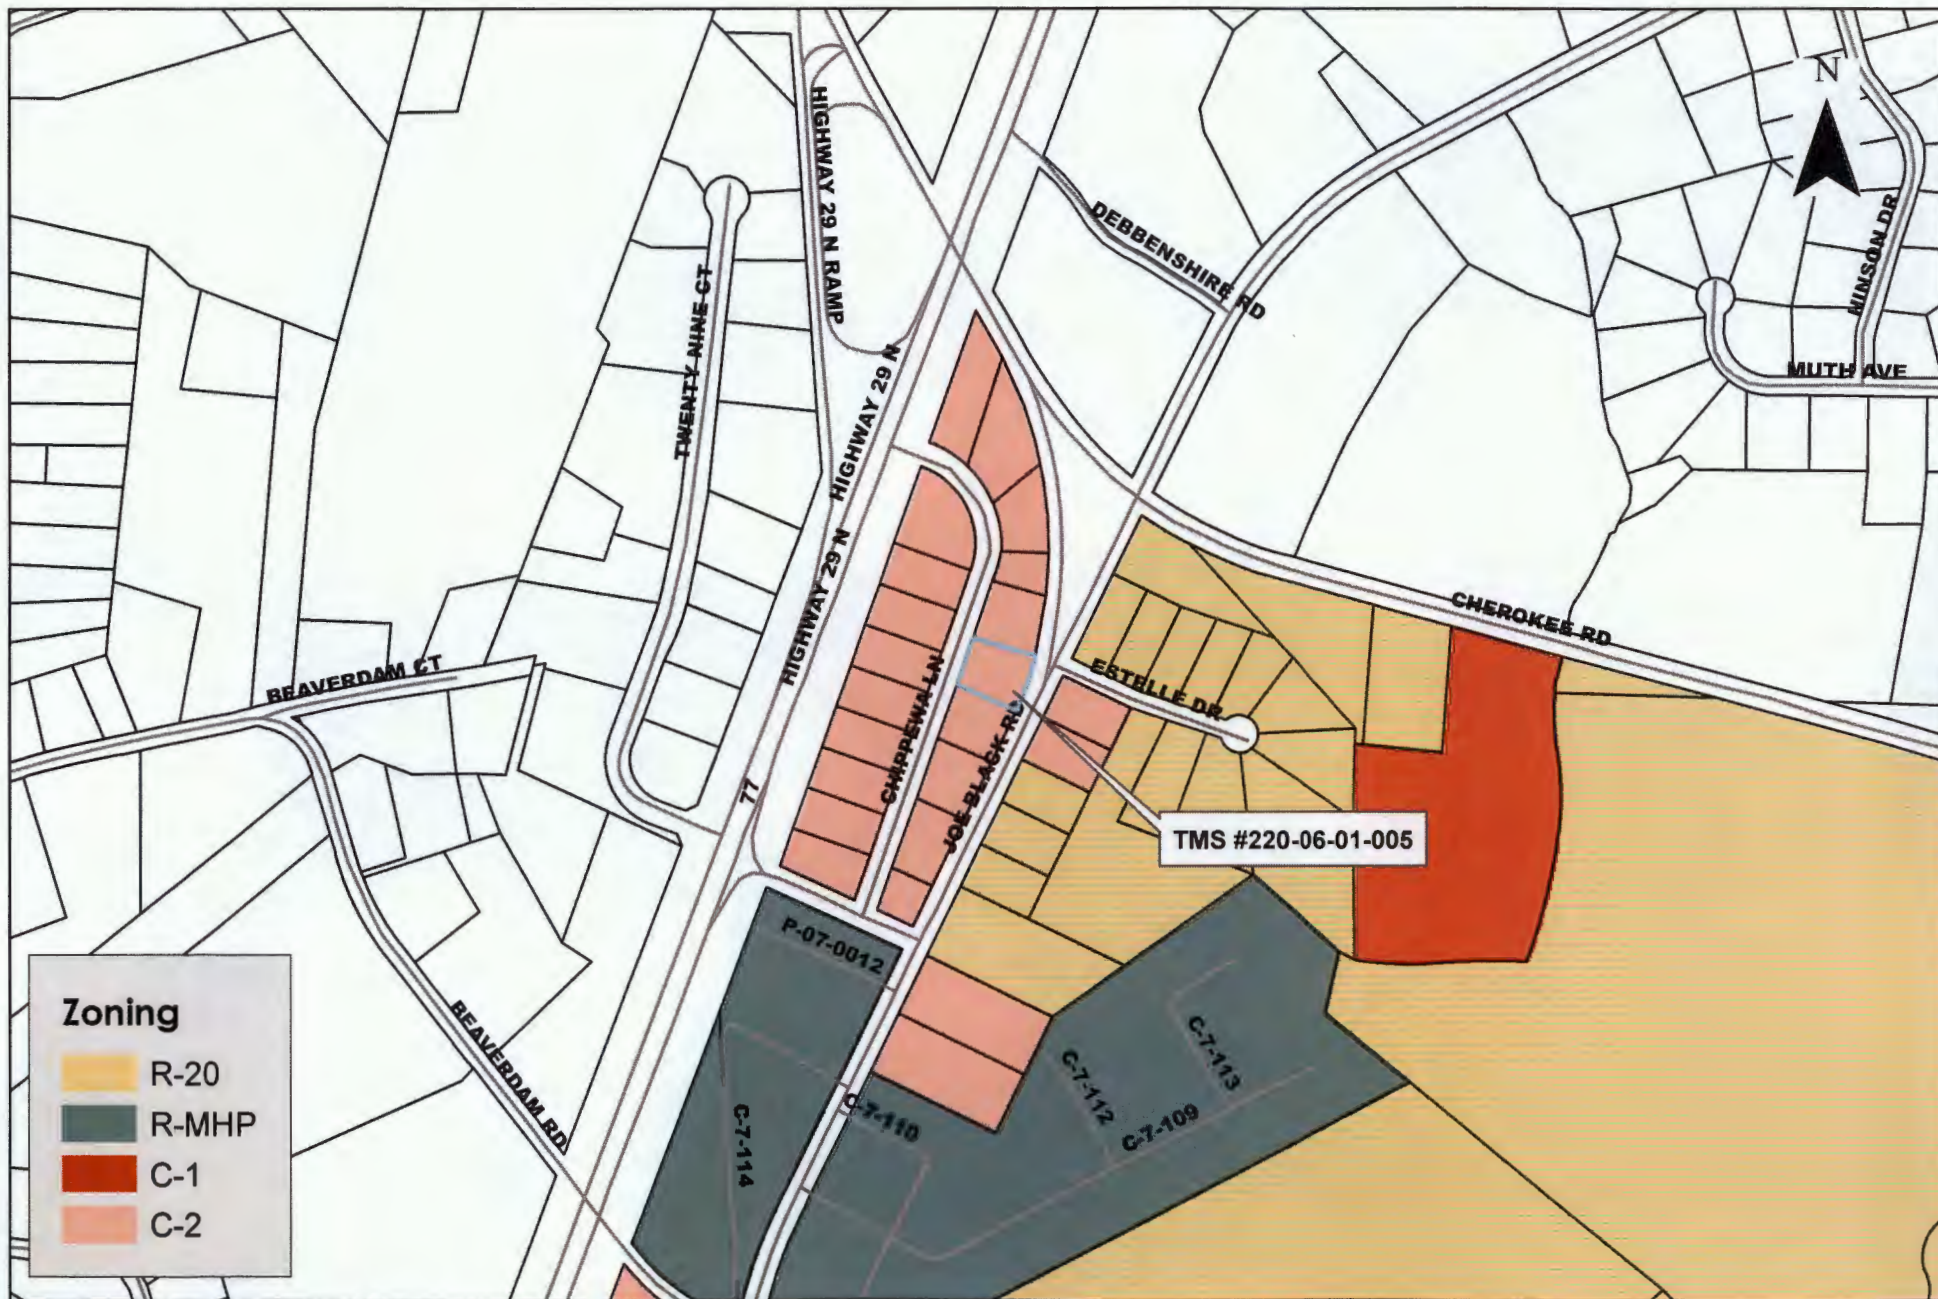 N
HIGHWAY 29 N RAMP
DEBBENSHIRE RD
HINSON DR
TWENTY NINE CT
HIGHWAY 29 N
MUTH AVE
HIGHWAY 29 N
CHEROKEE RD
BEAVERDAM CT
ESTELLE DR
CHIPPEWA LN
JOE BLACK RD
77
TMS #220-06-01-005
P-07-0012
BEAVERDAM RD
C-7-113
C-7-112
C-7-109
C-7-110
C-7-114
Zoning
R-20
R-MHP
C-1
C-2